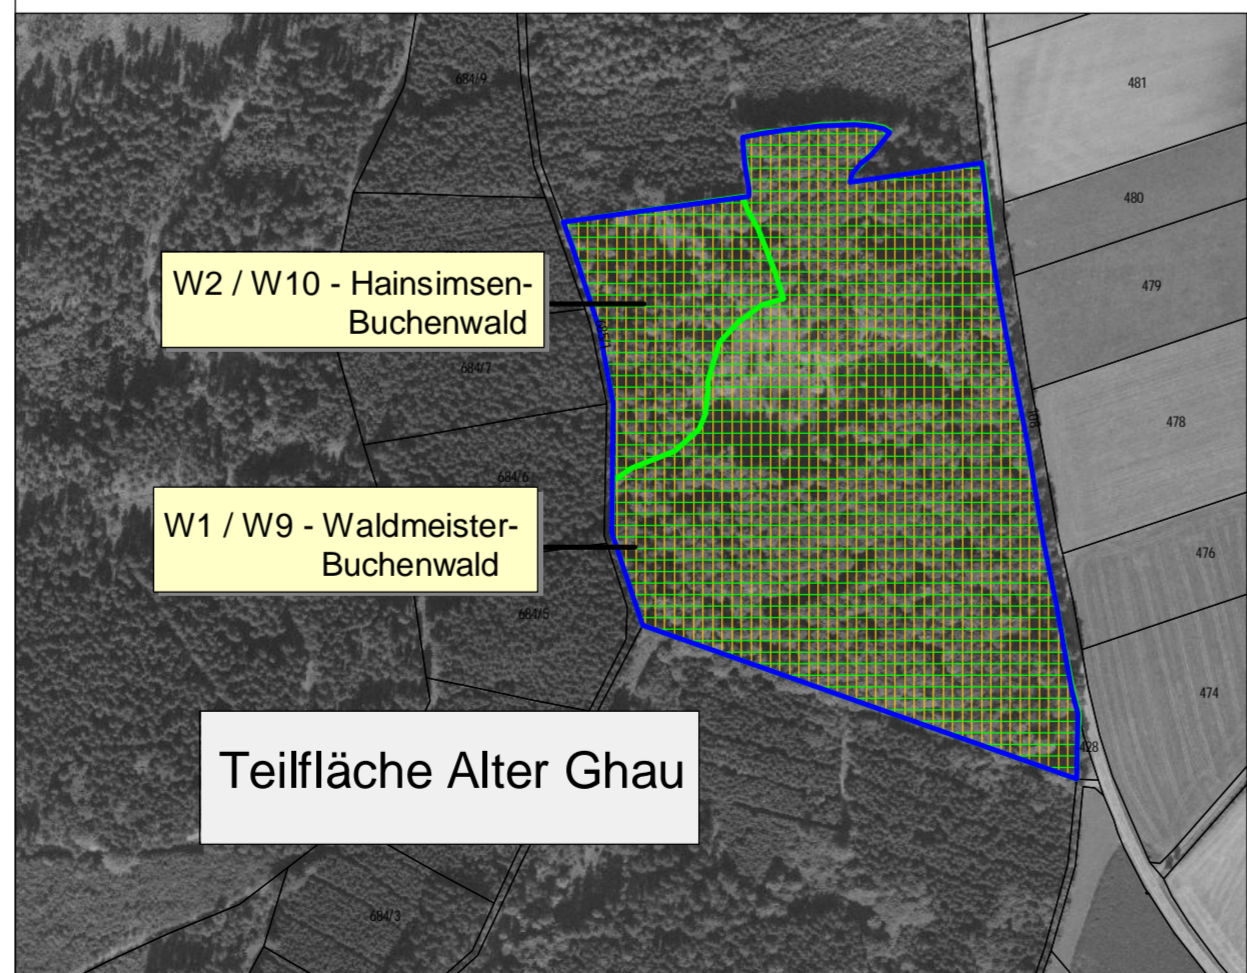 684/9
481
480
W2 / W10 - Hainsimsen-
Buchenwald
479
684/7
478
684/6
W1 / W9 - Waldmeister-
Buchenwald
476
684/5
474
Teilfläche Alter Ghau
428
684/3